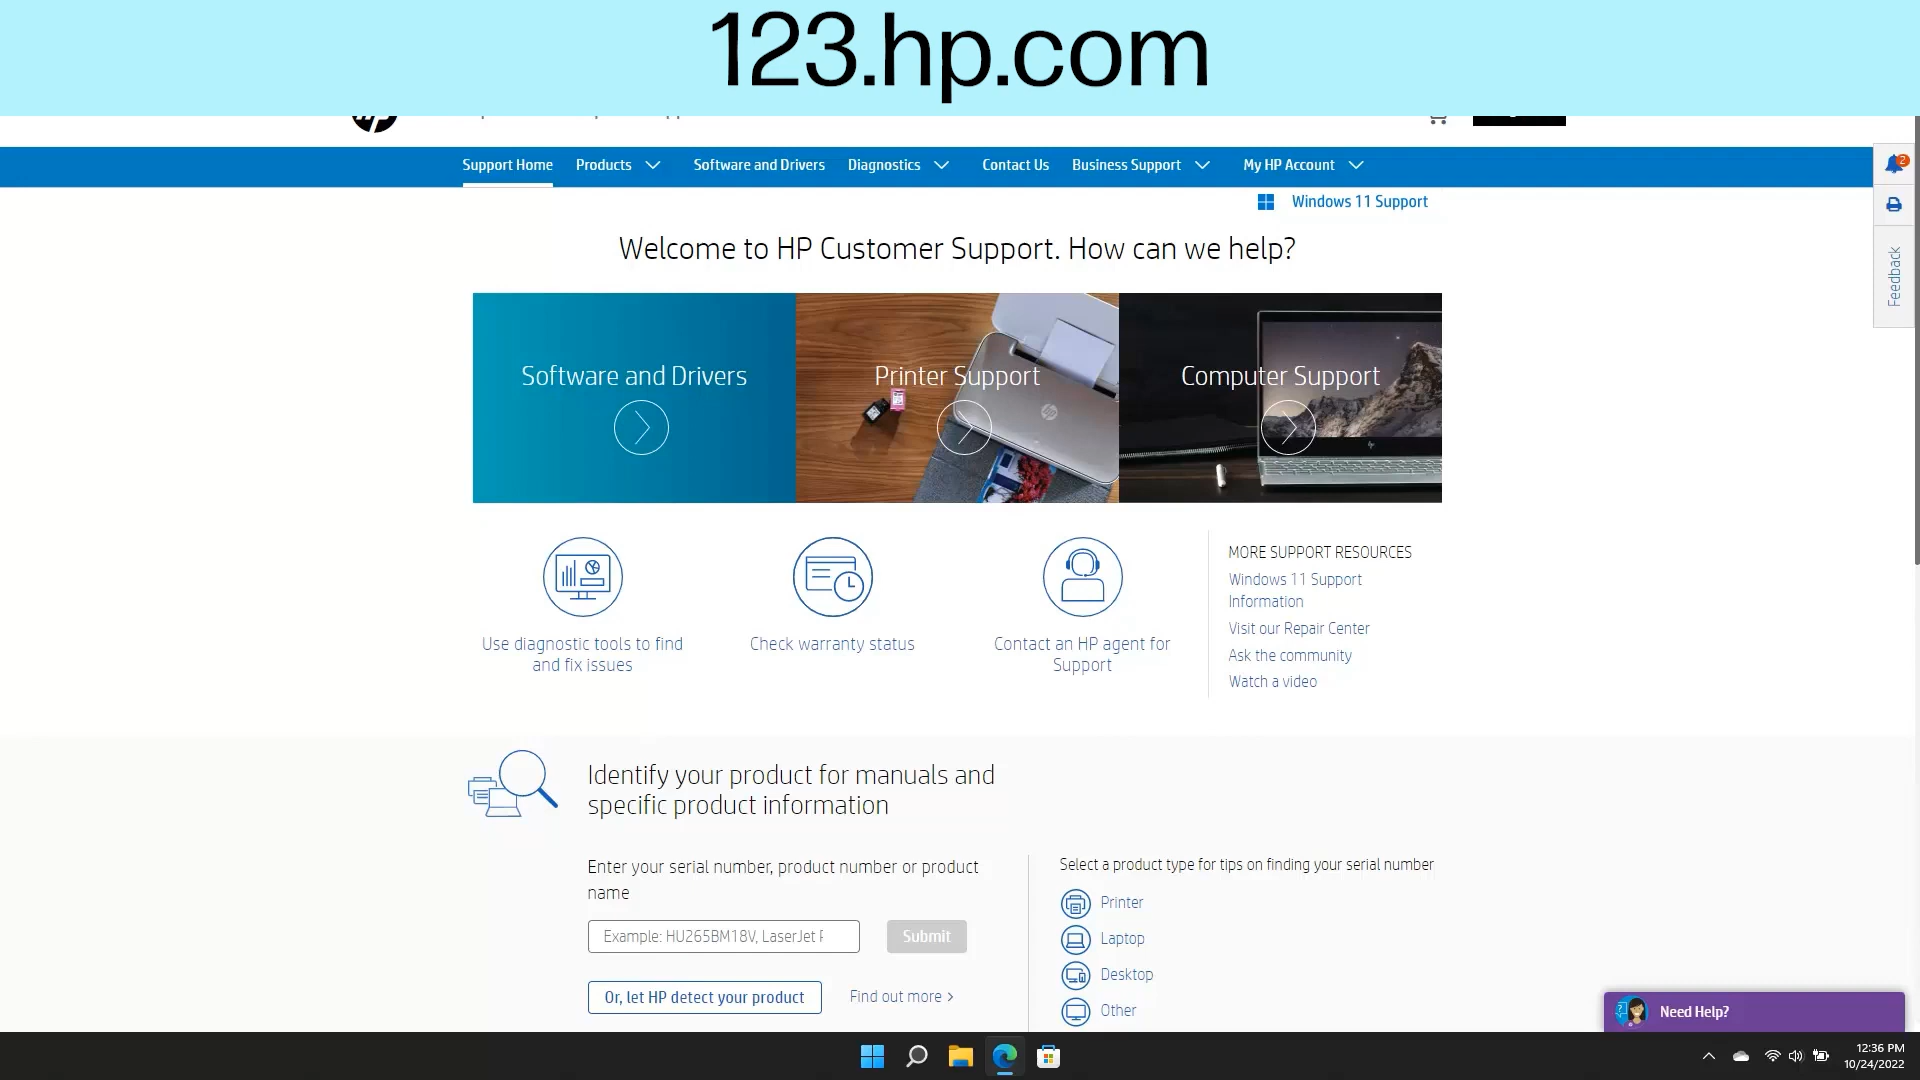 123.hp.com
Support Home Products Software and Drivers Diagnostics Contact Us Business Support My HP Account
2
Windows 11 Support
Feedback
Welcome to HP Customer Support. How can we help?
Software and Drivers
Printer Support
Computer Support
Use diagnostic tools to find
and fix issues
Check warranty status
Contact an HP agent for
Support
MORE SUPPORT RESOURCES
Windows 11 Support
Information
Visit our Repair Center
Ask the community
Watch a video
Identify your product for manuals and
specific product information
Enter your serial number, product number or product
name
Example: HU265BM18V, LaserJet
Submit
Or, let HP detect your product
Find out more >
Select a product type for tips on finding your serial number
Printer
Laptop
Desktop
Other
Need Help?
12:36 PM
10/24/2022